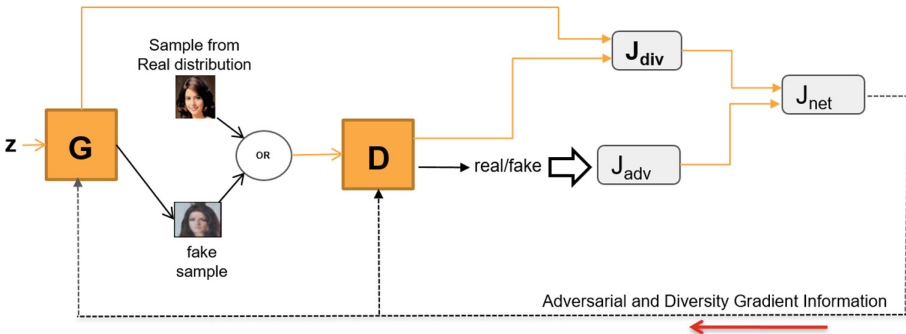 Sample from
Real distribution
J_div
J_net
z
G
OR
D
real/fake
J_adv
fake
sample
Adversarial and Diversity Gradient Information